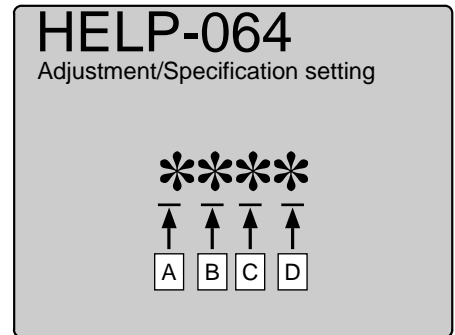 HELP-064
Adjustment/Specification setting
****
A B C D